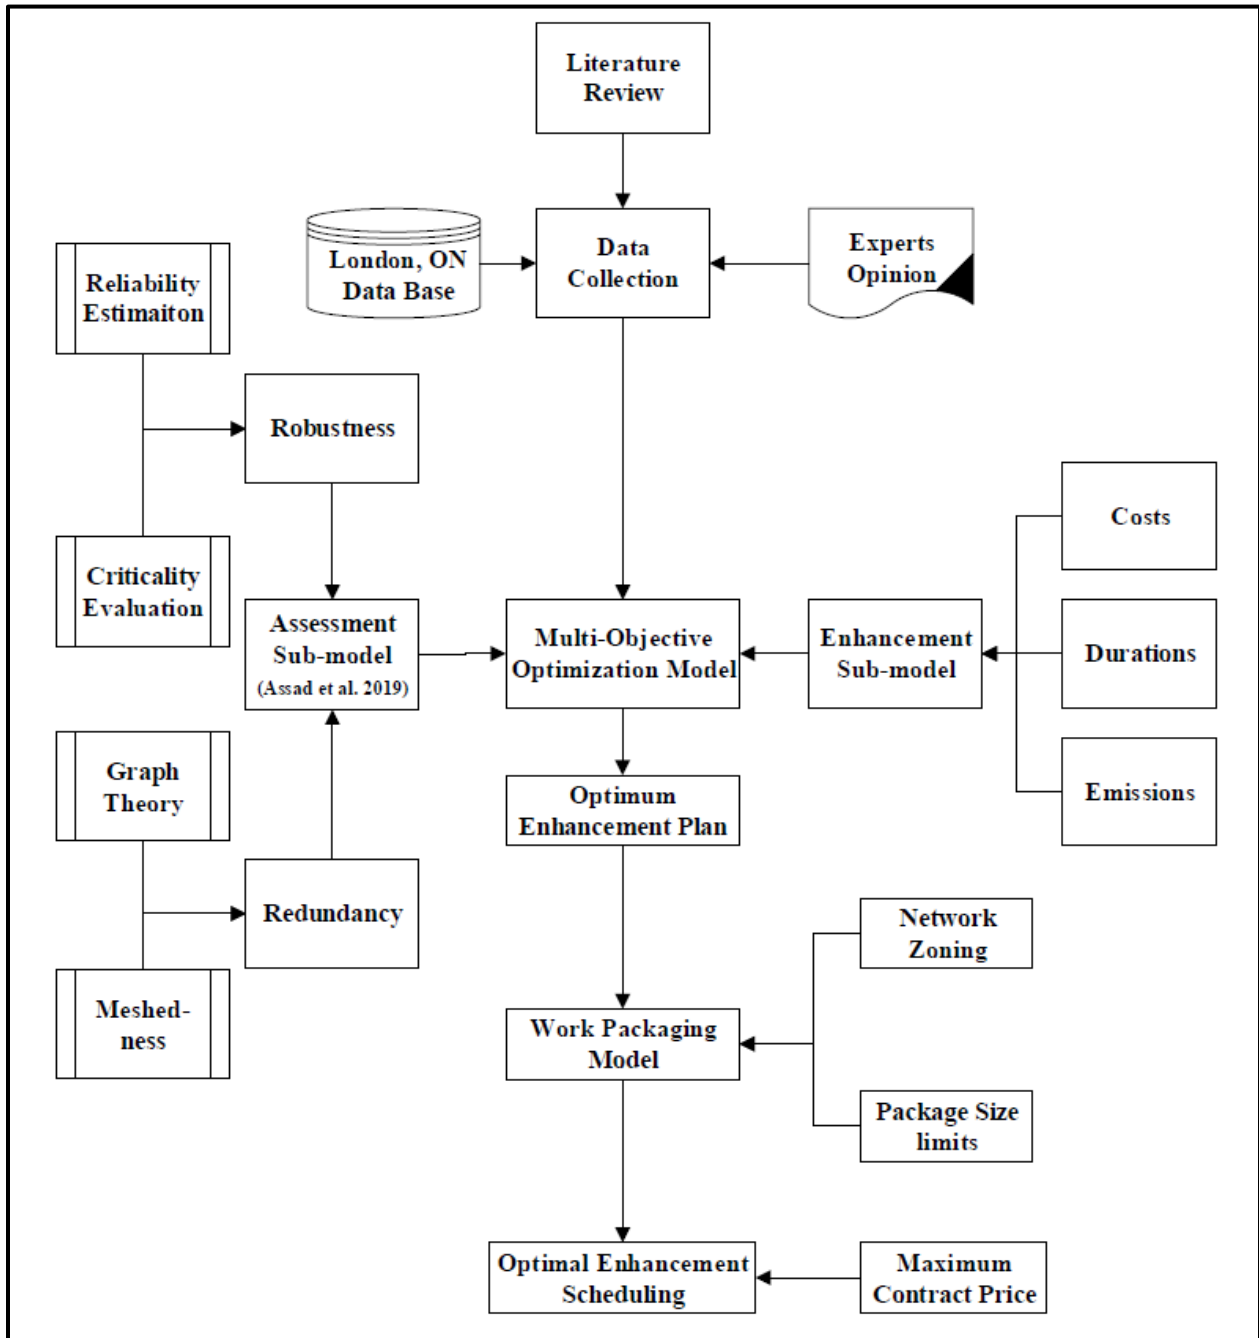 Literature
Review
London, ON
Data Base
Data
Collection
Experts
Opinion
Reliability
Estimaiton
Robustness
Criticality
Evaluation
Assessment
Sub-model
(Assad et al. 2019)
Multi-Objective
Optimization Model
Enhancement
Sub-model
Costs
Durations
Emissions
Graph
Theory
Redundancy
Meshed-
ness
Optimum
Enhancement Plan
Network
Zoning
Work Packaging
Model
Package Size
limits
Optimal Enhancement
Scheduling
Maximum
Contract Price